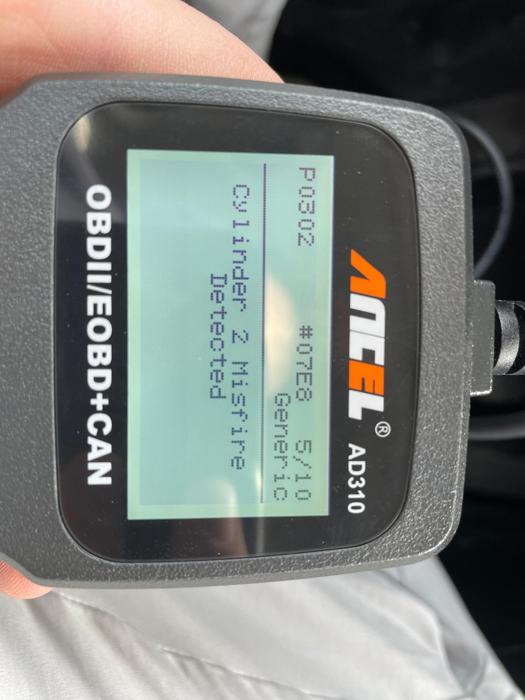 ANCEL® AD310
P0302 #07E8 5/10
Generic
Cylinder 2 Misfire
Detected
OBDII/EOBD+CAN